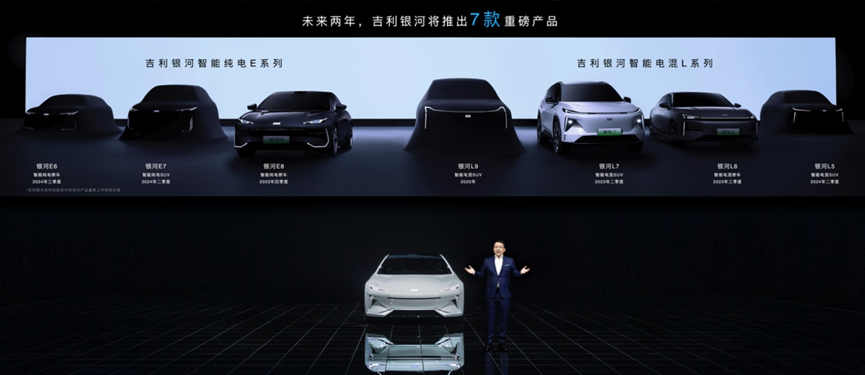 未来两年，吉利银河将推出7款重磅产品
吉利银河智能纯电E系列
吉利银河智能电混L系列
银河E6
智能纯电轿车
2024年三季度
银河E7
智能纯电SUV
2024年二季度
银河E8
智能纯电轿车
2023年四季度
银河L9
智能电混SUV
2025年
银河L7
智能电混SUV
2023年二季度
银河L6
智能电混轿车
2023年三季度
银河L5
智能电混SUV
2024年二季度